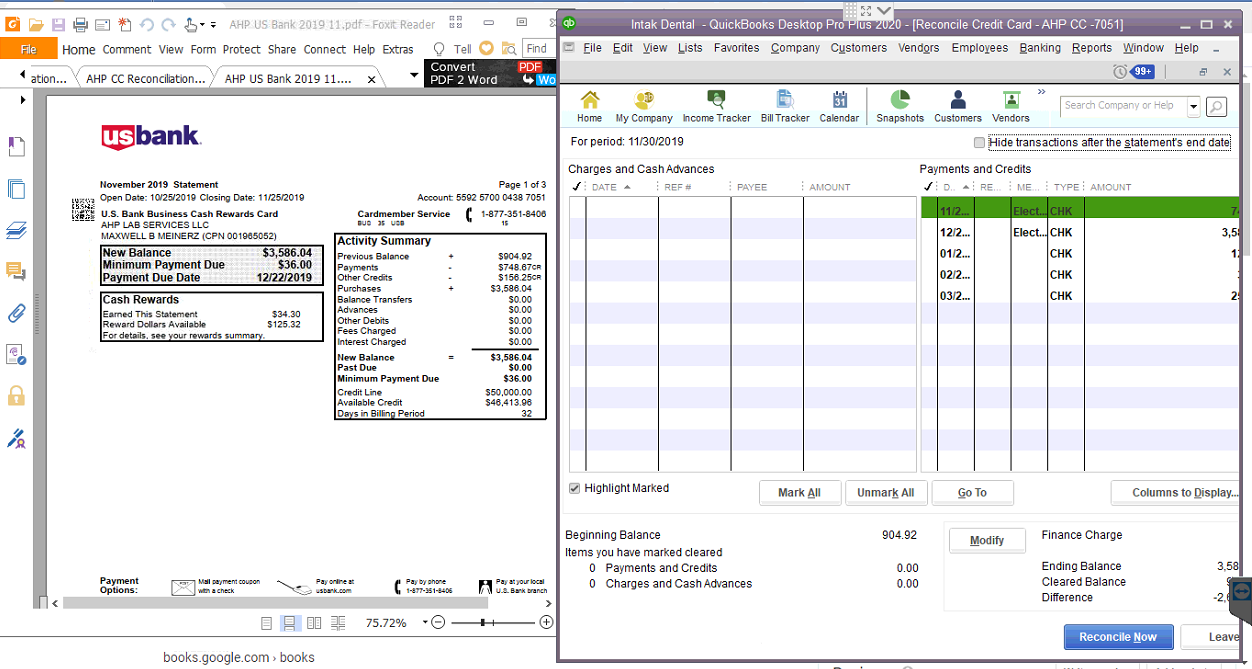 AHP US Bank 2019 11.pdf - Foxit Reader
File Home Comment View Form Protect Share Connect Help Extras Tell Find
ation... AHP CC Reconciliation... AHP US Bank 2019 11....
Convert
PDF 2 Word
PDF
usbank.
November 2019 Statement
Page 1 of 3
Open Date: 10/25/2019 Closing Date: 11/25/2019
Account: 5592 5700 0438 7051
U.S. Bank Business Cash Rewards Card
AHP LAB SERVICES LLC
MAXWELL B MEINERZ (CPN 001965052)
Cardmember Service 1-877-351-8406
BUS 35 USB 15
New Balance $3,586.04
Minimum Payment Due $36.00
Payment Due Date 12/22/2019
Cash Rewards
Earned This Statement $34.30
Reward Dollars Available $125.32
For details, see your rewards summary.
Activity Summary
Previous Balance + $904.92
Payments - $748.67CR
Other Credits - $156.25CR
Purchases + $3,586.04
Balance Transfers $0.00
Advances $0.00
Other Debits $0.00
Fees Charged $0.00
Interest Charged $0.00
New Balance = $3,586.04
Past Due $0.00
Minimum Payment Due $36.00
Credit Line $50,000.00
Available Credit $46,413.96
Days in Billing Period 32
Payment
Options:
Mail payment coupon
with a check
Pay online at
usbank.com
Pay by phone
1-877-351-8406
Pay at your local
U.S. Bank branch
75.72%
books.google.com › books
Intak Dental - QuickBooks Desktop Pro Plus 2020 - [Reconcile Credit Card - AHP CC -7051]
File Edit View Lists Favorites Company Customers Vendors Employees Banking Reports Window Help
99+
Home My Company Income Tracker Bill Tracker Calendar Snapshots Customers Vendors
31
Search Company or Help
For period: 11/30/2019
Hide transactions after the statement's end date
Charges and Cash Advances
DATE REF # PAYEE AMOUNT
Payments and Credits
D... RE... ME... TYPE AMOUNT
11/2... Elect... CHK 74
12/2... Elect... CHK 3,58
01/2... CHK
02/2... CHK
03/2... CHK
Highlight Marked
Mark All Unmark All Go To Columns to Display...
Beginning Balance 904.92
Items you have marked cleared
0 Payments and Credits 0.00
0 Charges and Cash Advances 0.00
Modify
Finance Charge
Ending Balance 3,58
Cleared Balance
Difference
Reconcile Now Leave